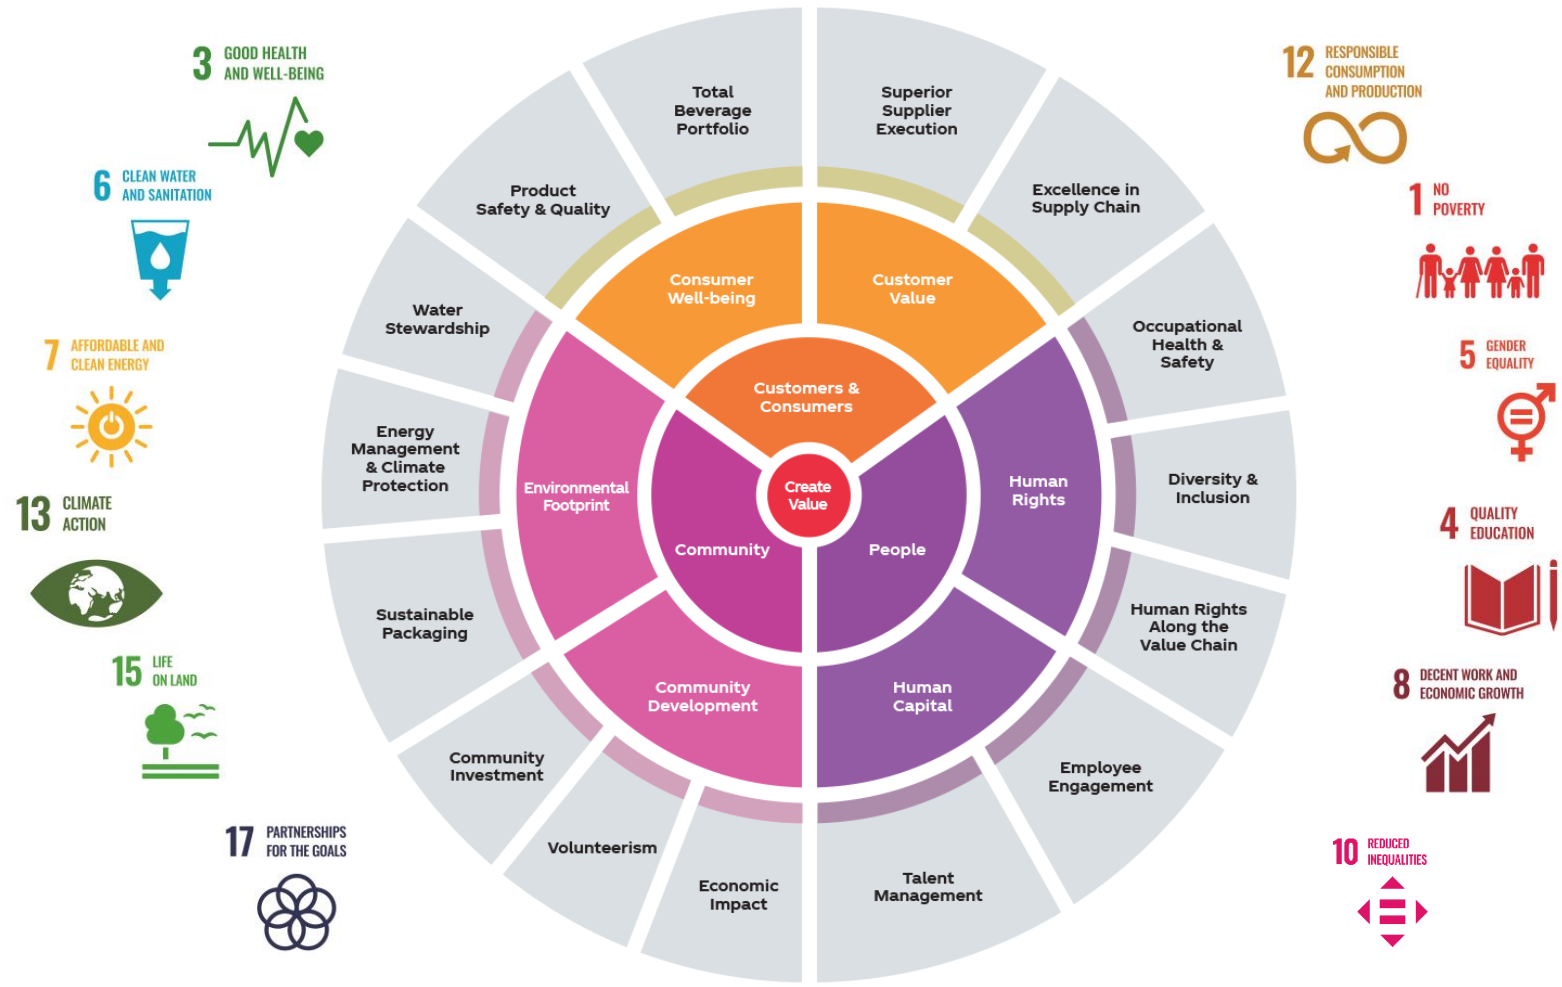 3 GOOD HEALTH
AND WELL-BEING
6 CLEAN WATER
AND SANITATION
7 AFFORDABLE AND
CLEAN ENERGY
13 CLIMATE
ACTION
15 LIFE
ON LAND
17 PARTNERSHIPS
FOR THE GOALS
Total
Beverage
Portfolio
Superior
Supplier
Execution
Product
Safety & Quality
Excellence in
Supply Chain
Water
Stewardship
Occupational
Health &
Safety
Energy
Management
& Climate
Protection
Diversity &
Inclusion
Sustainable
Packaging
Human Rights
Along the
Value Chain
Community
Investment
Employee
Engagement
Volunteerism
Economic
Impact
Talent
Management
Consumer
Well-being
Customer
Value
Customers &
Consumers
Environmental
Footprint
Community
Create
Value
People
Human
Rights
Community
Development
Human
Capital
12 RESPONSIBLE
CONSUMPTION
AND PRODUCTION
1 NO
POVERTY
5 GENDER
EQUALITY
4 QUALITY
EDUCATION
8 DECENT WORK AND
ECONOMIC GROWTH
10 REDUCED
INEQUALITIES